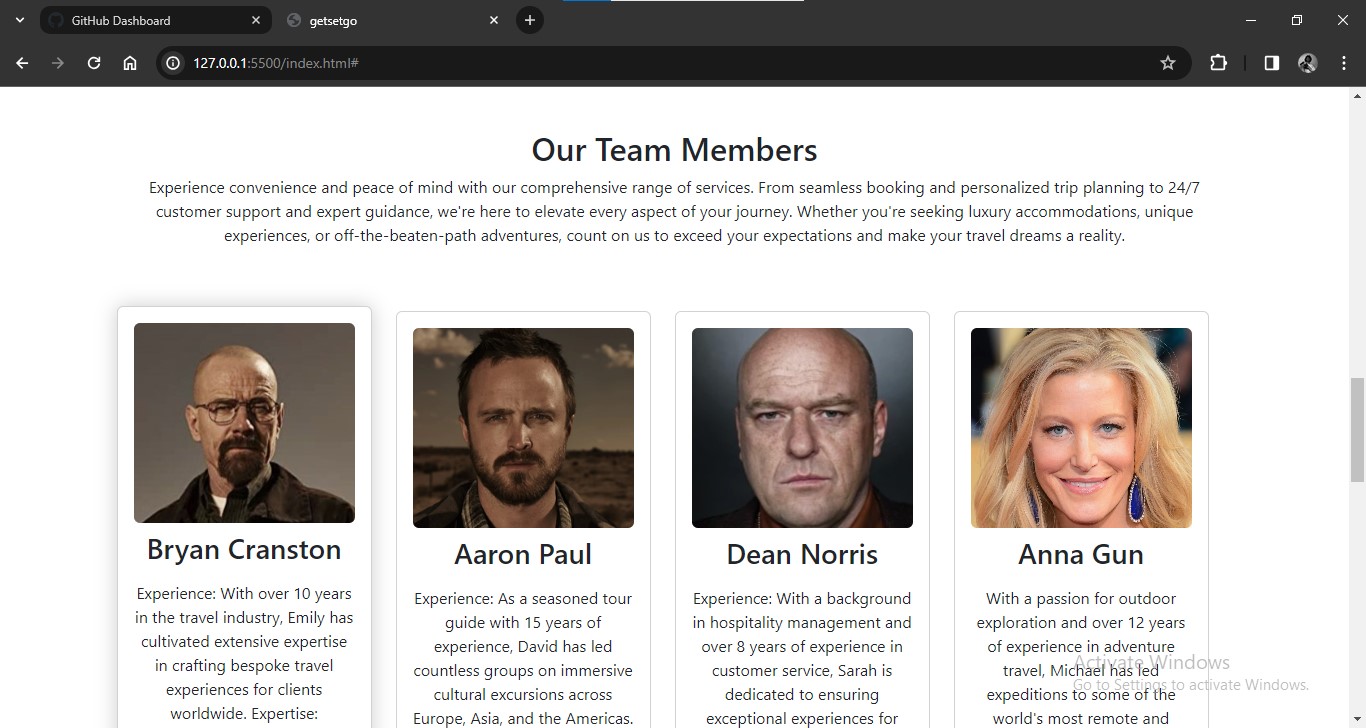 GitHub Dashboard
getsetgo
127.0.0.1:5500/index.html#
Our Team Members
Experience convenience and peace of mind with our comprehensive range of services. From seamless booking and personalized trip planning to 24/7
customer support and expert guidance, we're here to elevate every aspect of your journey. Whether you're seeking luxury accommodations, unique
experiences, or off-the-beaten-path adventures, count on us to exceed your expectations and make your travel dreams a reality.
Bryan Cranston
Experience: With over 10 years
in the travel industry, Emily has
cultivated extensive expertise
in crafting bespoke travel
experiences for clients
worldwide. Expertise:
Aaron Paul
Experience: As a seasoned tour
guide with 15 years of
experience, David has led
countless groups on immersive
cultural excursions across
Europe, Asia, and the Americas.
Dean Norris
Experience: With a background
in hospitality management and
over 8 years of experience in
customer service, Sarah is
dedicated to ensuring
exceptional experiences for
Anna Gun
With a passion for outdoor
exploration and over 12 years
of experience in adventure
travel, Michael has led
expeditions to some of the
world's most remote and
Activate Windows
Go to Settings to activate Windows.